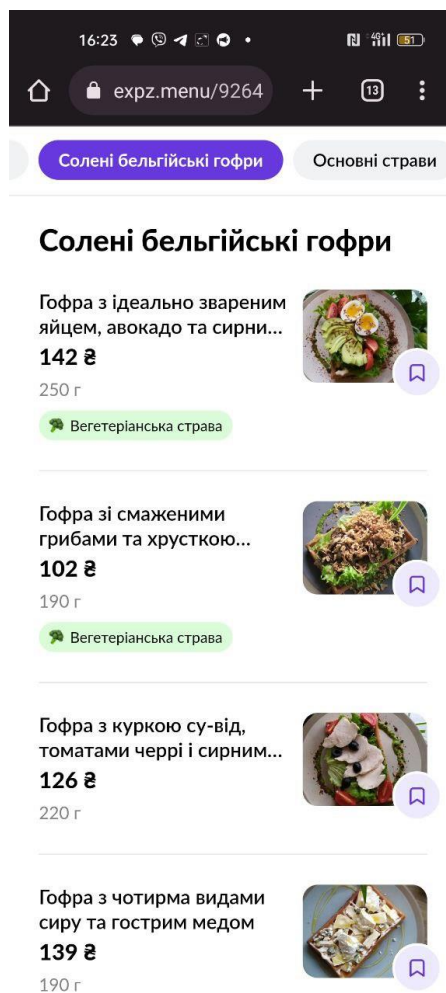 16:23
4G
51
expz.menu/9264
13
Солені бельгійські гофри
Основні страви
Солені бельгійські гофри
Гофра з ідеально звареним
яйцем, авокадо та сирни...
142 ₴
250 г
Вегетеріанська страва
Гофра зі смаженими
грибами та хрусткою...
102 ₴
190 г
Вегетеріанська страва
Гофра з куркою су-від,
томатами черрі і сирним...
126 ₴
220 г
Гофра з чотирма видами
сиру та гострим медом
139 ₴
190 г